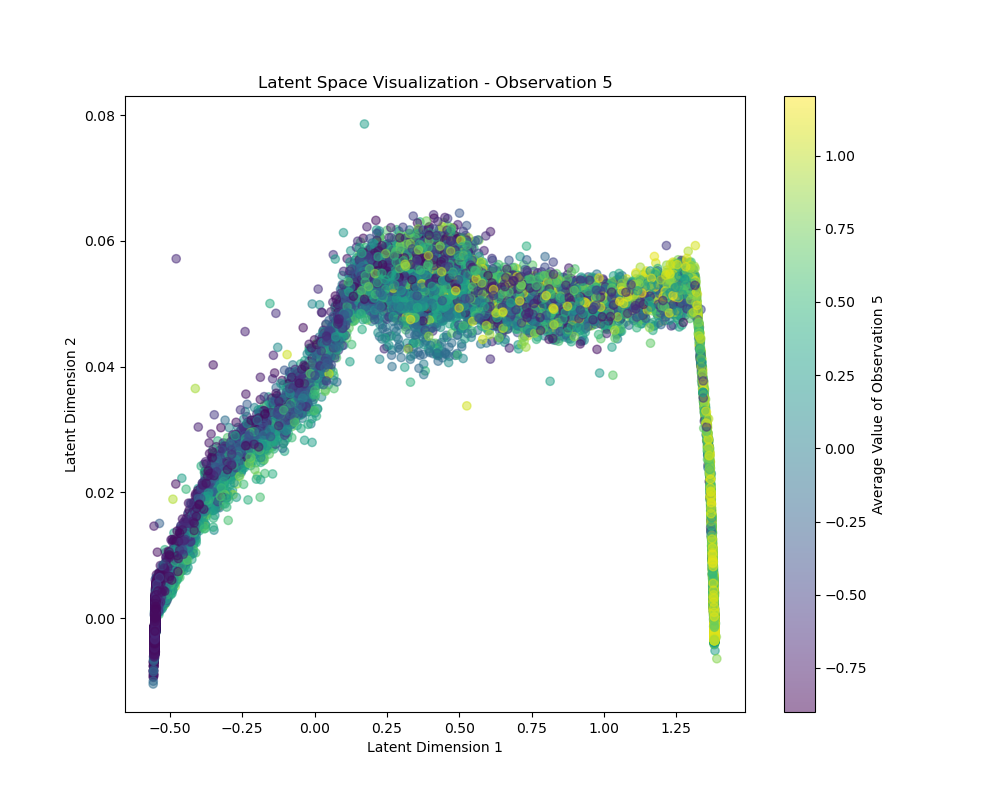 Latent Space Visualization - Observation 5
0.08
0.06
0.04
0.02
0.00
Latent Dimension 2
−0.50 −0.25 0.00 0.25 0.50 0.75 1.00 1.25
Latent Dimension 1
1.00
0.75
0.50
0.25
0.00
−0.25
−0.50
−0.75
Average Value of Observation 5